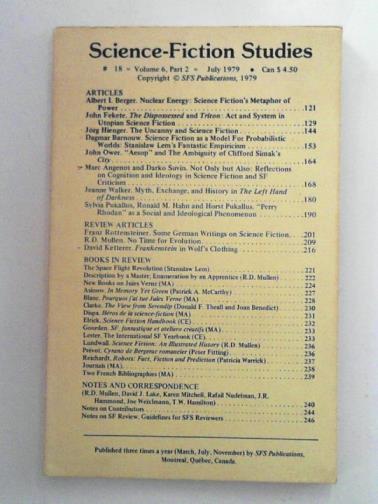 Science-Fiction Studies
# 18 = Volume 6, Part 2 = July 1979 • Can $ 4.50
Copyright © SFS Publications, 1979
ARTICLES
Albert I. Berger. Nuclear Energy: Science Fiction's Metaphor of
Power 121
John Fekete. The Dispossessed and Triton: Act and System in
Utopian Science Fiction 129
Jörg Hienger. The Uncanny and Science Fiction 144
Dagmar Barnouw. Science Fiction as a Model For Probabilistic
Worlds: Stanislaw Lem's Fantastic Empiricism 153
John Ower. "Aesop" and The Ambiguity of Clifford Simak's
City 164
Marc Angenot and Darko Suvin. Not Only but Also: Reflections
on Cognition and Ideology in Science Fiction and SF
Criticism 168
Jeanne Walker. Myth, Exchange, and History in The Left Hand
of Darkness 180
Sylvia Pukallus, Ronald M. Hahn and Horst Pukallus. "Perry
Rhodan" as a Social and Ideological Phenomenon 190
REVIEW ARTICLES
Franz Rottensteiner. Some German Writings on Science Fiction. 201
R.D. Mullen. No Time for Evolution 209
David Ketterer. Frankenstein in Wolf's Clothing 216
BOOKS IN REVIEW
The Space Flight Revolution (Stanislaw Lem) 221
Description by a Master; Enumeration by an Apprentice (R.D. Mullen) 222
New Books on Jules Verne (MA) 224
Asimov. In Memory Yet Green (Patrick A. McCarthy) 227
Blanc. Pourquoi j'ai tué Jules Verne (MA) 228
Clarke. The View from Serendip (Donald F. Theall and Joan Benedict) 230
Dispa. Héros de la science-fiction (MA) 231
Elrick. Science Fiction Handbook (CE) 232
Gouanvic. SF, fantastique et ateliers creatifs (MA) 233
Lester. The International SF Yearbook (CE) 233
Lundwall. Science Fiction: An Illustrated History (R.D. Mullen) 235
Prévot. Cyrano de Bergerac romancier (Peter Fitting) 236
Reichardt. Robots: Fact, Fiction and Prediction (Patricia Warrick) 237
Journals (MA) 238
Two French Bibliographies (MA) 239
NOTES AND CORRESPONDENCE
(R.D. Mullen, David J. Lake, Karen Mitchell, Rafail Nudelman, J.R.
Hammond, Joe Weixlmann, T.W. Hamilton) 240
Notes on Contributors 244
Notes on SF Review, Guidelines for SFS Reviewers 246
Published three times a year (March, July, November) by SFS Publications,
Montreal, Québec, Canada.